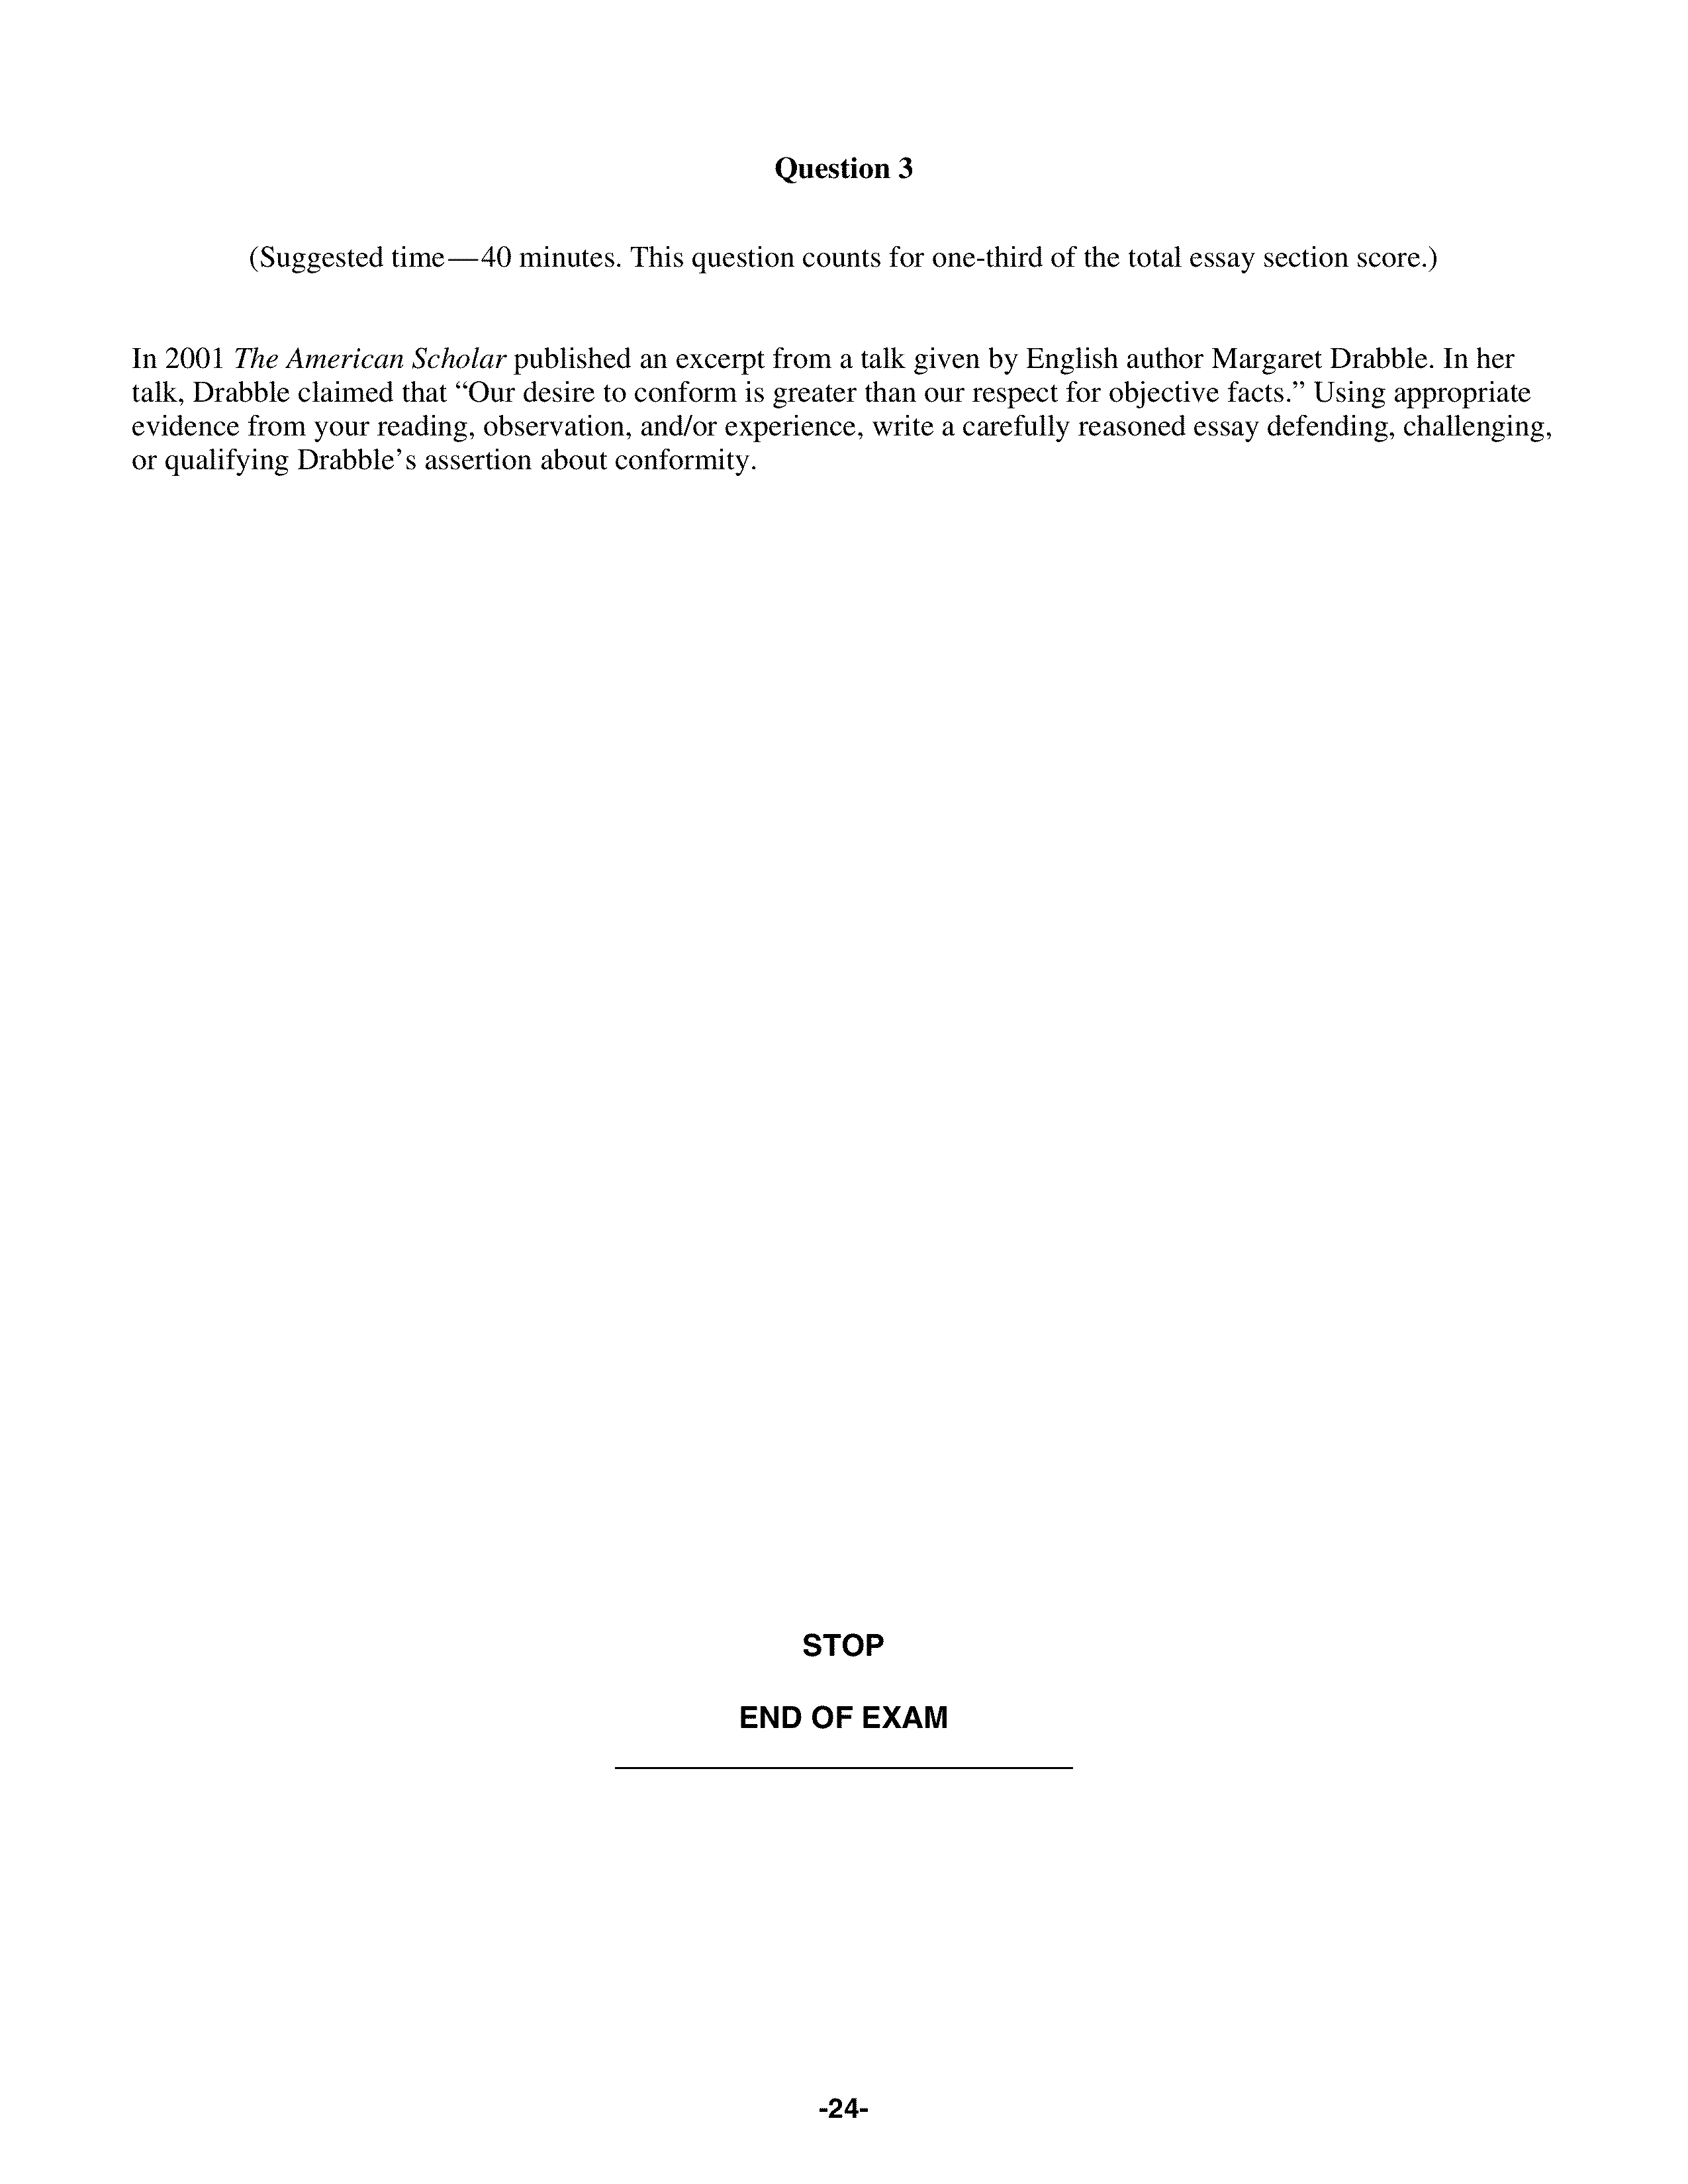 Question 3
(Suggested time—40 minutes. This question counts for one-third of the total essay section score.)
In 2001 The American Scholar published an excerpt from a talk given by English author Margaret Drabble. In her
talk, Drabble claimed that “Our desire to conform is greater than our respect for objective facts.” Using appropriate
evidence from your reading, observation, and/or experience, write a carefully reasoned essay defending, challenging,
or qualifying Drabble’s assertion about conformity.
STOP
END OF EXAM
-24-